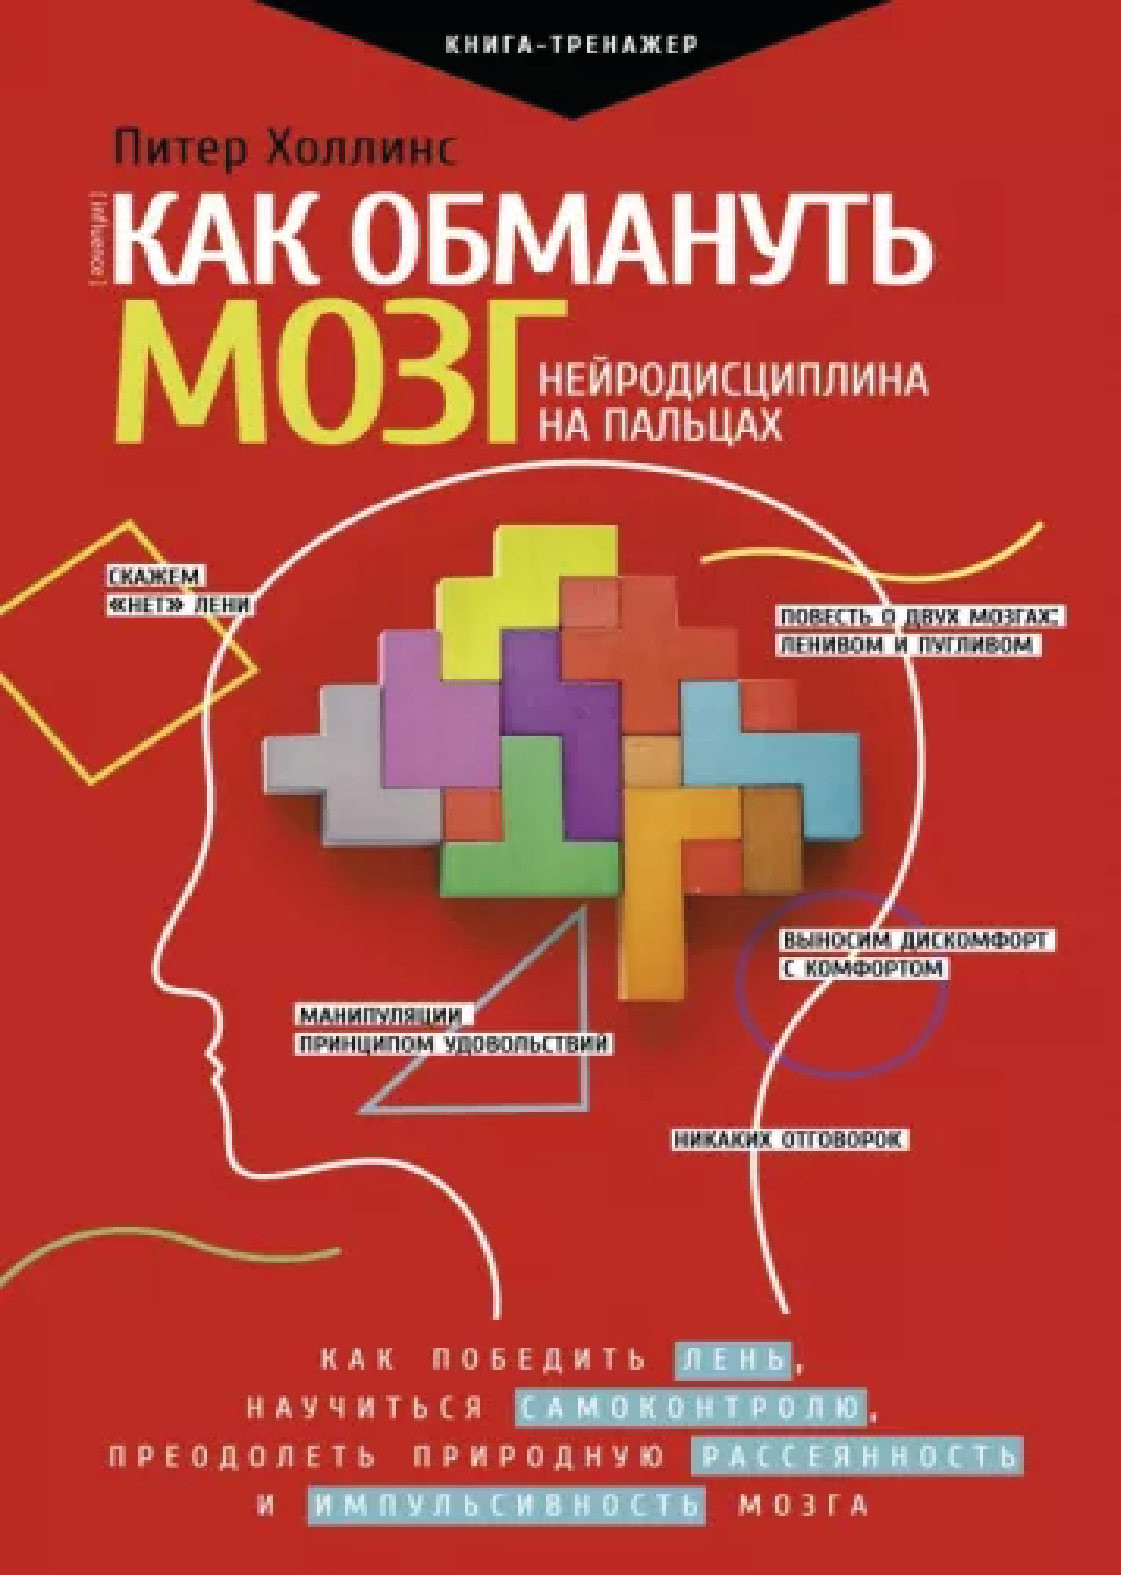 КНИГА-ТРЕНАЖЕР
Питер Холлинс
[influence]
КАК ОБМАНУТЬ
МОЗГ
НЕЙРОДИСЦИПЛИНА
НА ПАЛЬЦАХ
СКАЖЕМ
«НЕТ» ЛЕНИ
ПОВЕСТЬ О ДВУХ МОЗГАХ:
ЛЕНИВОМ И ПУГЛИВОМ
ВЫНОСИМ ДИСКОМФОРТ
С КОМФОРТОМ
МАНИПУЛЯЦИИ
ПРИНЦИПОМ УДОВОЛЬСТВИЙ
НИКАКИХ ОТГОВОРОК
КАК ПОБЕДИТЬ ЛЕНЬ,
НАУЧИТЬСЯ САМОКОНТРОЛЮ,
ПРЕОДОЛЕТЬ ПРИРОДНУЮ РАССЕЯННОСТЬ
И ИМПУЛЬСИВНОСТЬ МОЗГА